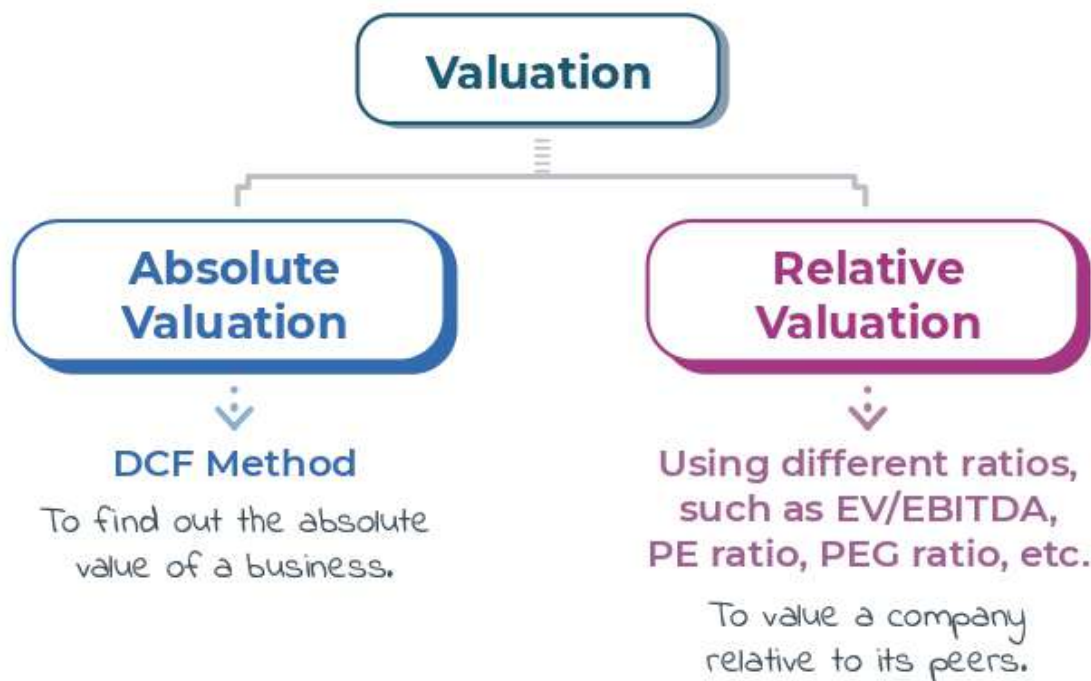 Valuation
Absolute
Valuation
DCF Method
To find out the absolute
value of a business.
Relative
Valuation
Using different ratios,
such as EV/EBITDA,
PE ratio, PEG ratio, etc.
To value a company
relative to its peers.